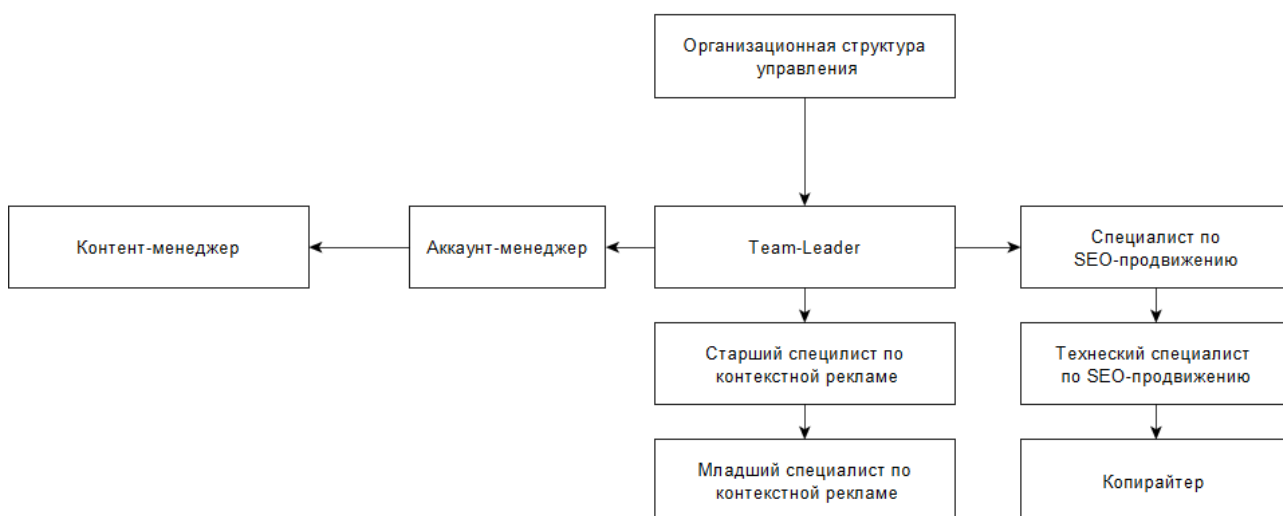 Организационная структура
управления
Контент-менеджер
Аккаунт-менеджер
Team-Leader
Специалист по
SEO-продвижению
Старший специлист по
контекстной рекламе
Технеский специалист
по SEO-продвижению
Младший специалист по
контекстной рекламе
Копирайтер